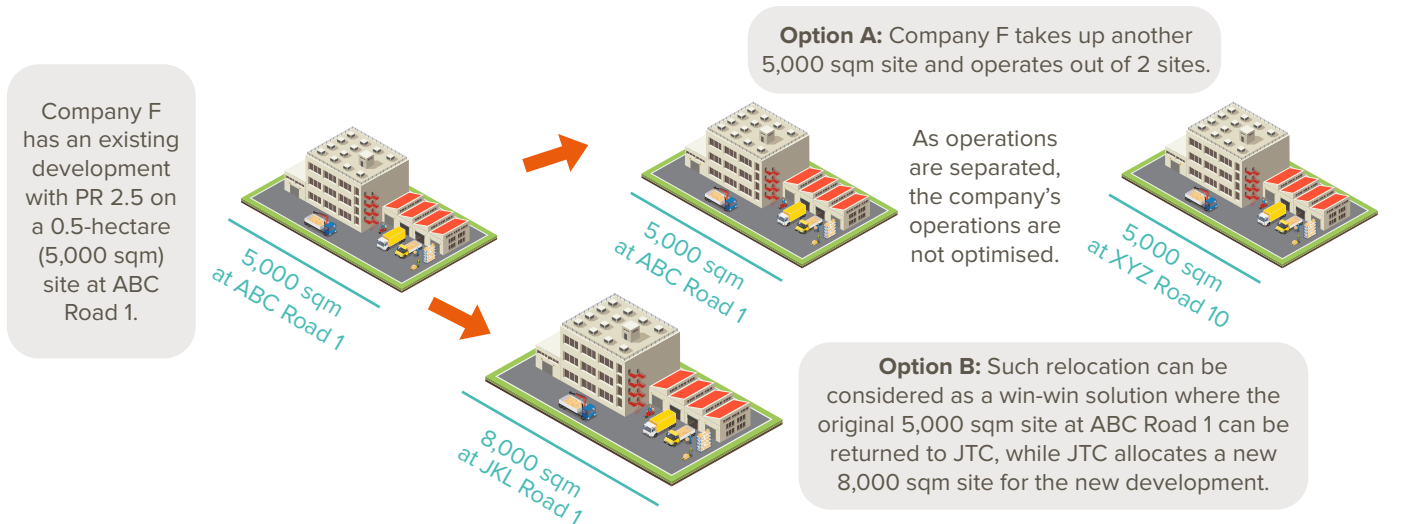 Company F
has an existing
development
with PR 2.5 on
a 0.5-hectare
(5,000 sqm)
site at ABC
Road 1.
5,000 sqm
at ABC Road 1
Option A: Company F takes up another
5,000 sqm site and operates out of 2 sites.
5,000 sqm
at ABC Road 1
As operations
are separated,
the company’s
operations are
not optimised.
5,000 sqm
at XYZ Road 10
8,000 sqm
at JKL Road 1
Option B: Such relocation can be
considered as a win-win solution where the
original 5,000 sqm site at ABC Road 1 can be
returned to JTC, while JTC allocates a new
8,000 sqm site for the new development.